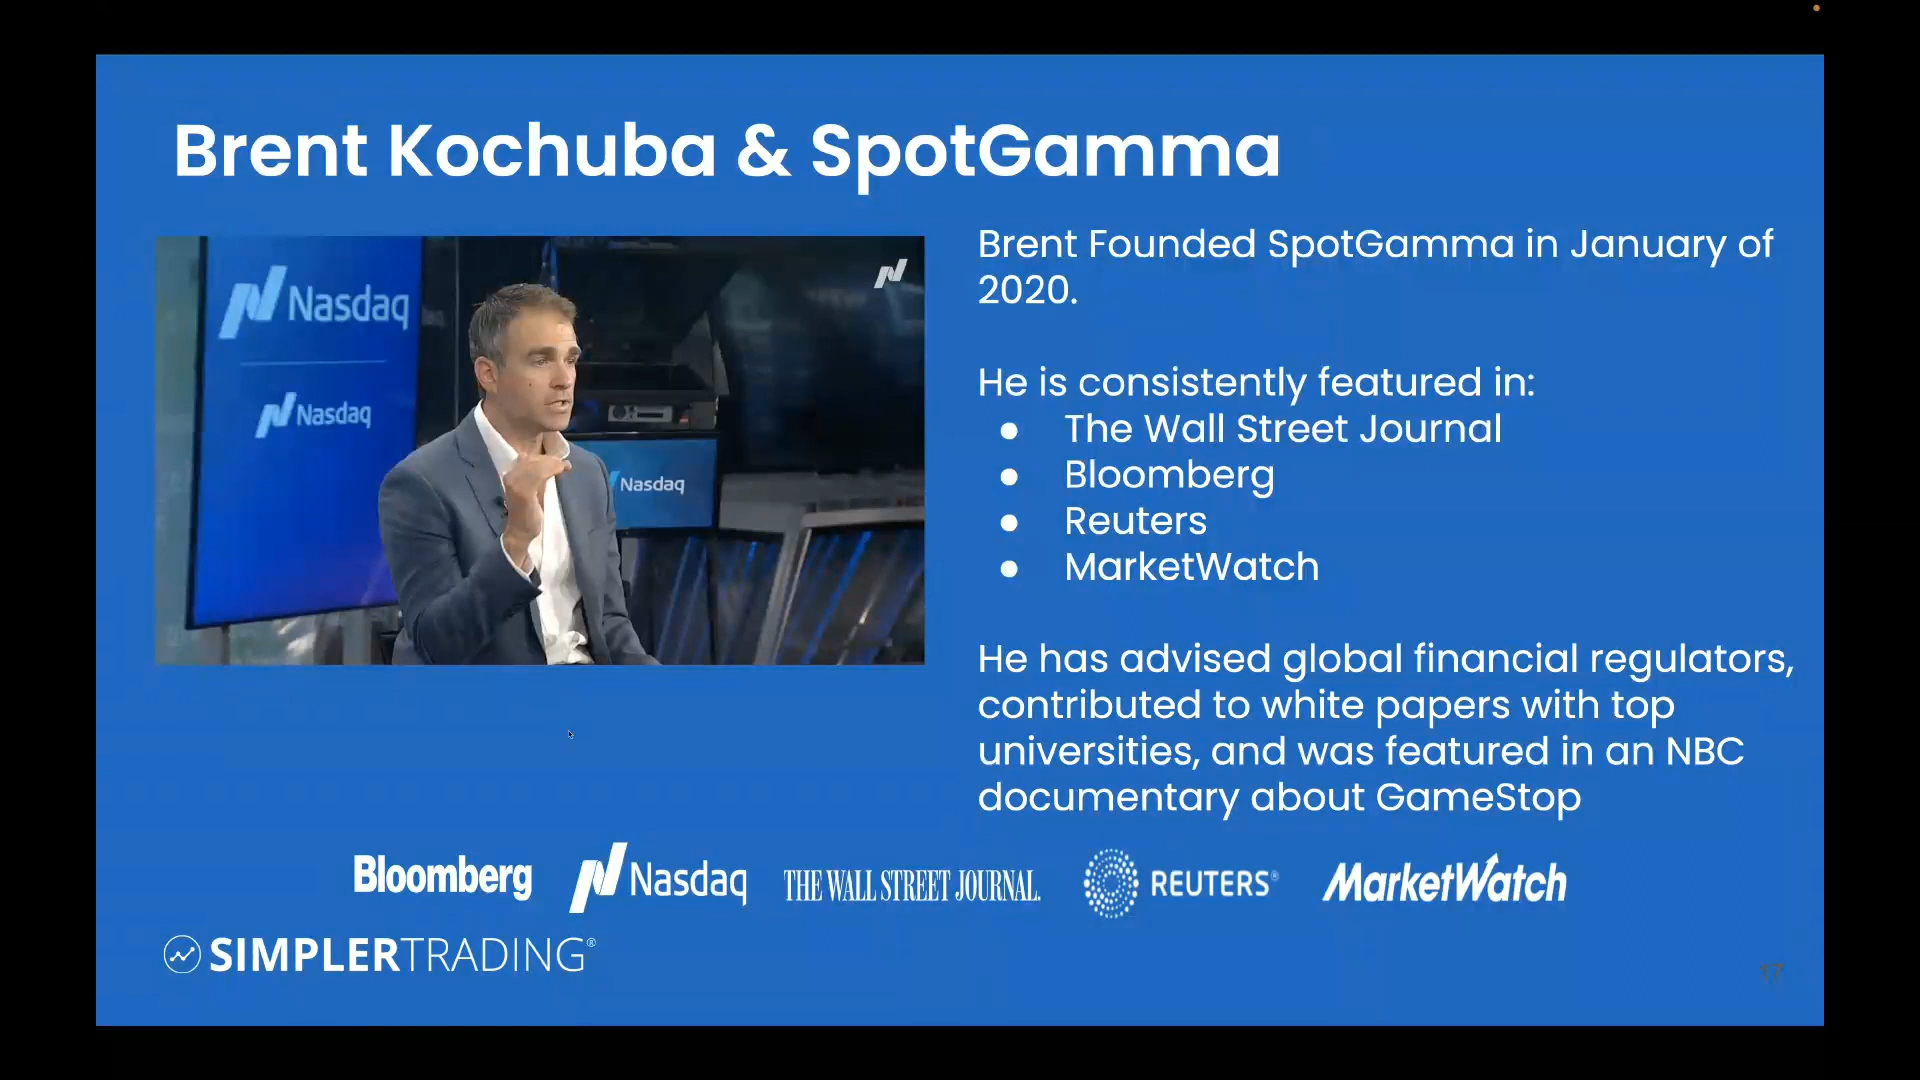 Brent Kochuba & SpotGamma
Nasdaq
Nasdaq
Nasdaq
Brent Founded SpotGamma in January of
2020.
He is consistently featured in:
● The Wall Street Journal
● Bloomberg
● Reuters
● MarketWatch
He has advised global financial regulators,
contributed to white papers with top
universities, and was featured in an NBC
documentary about GameStop
Bloomberg Nasdaq THE WALL STREET JOURNAL. REUTERS® MarketWatch
SIMPLERTRADING®
17